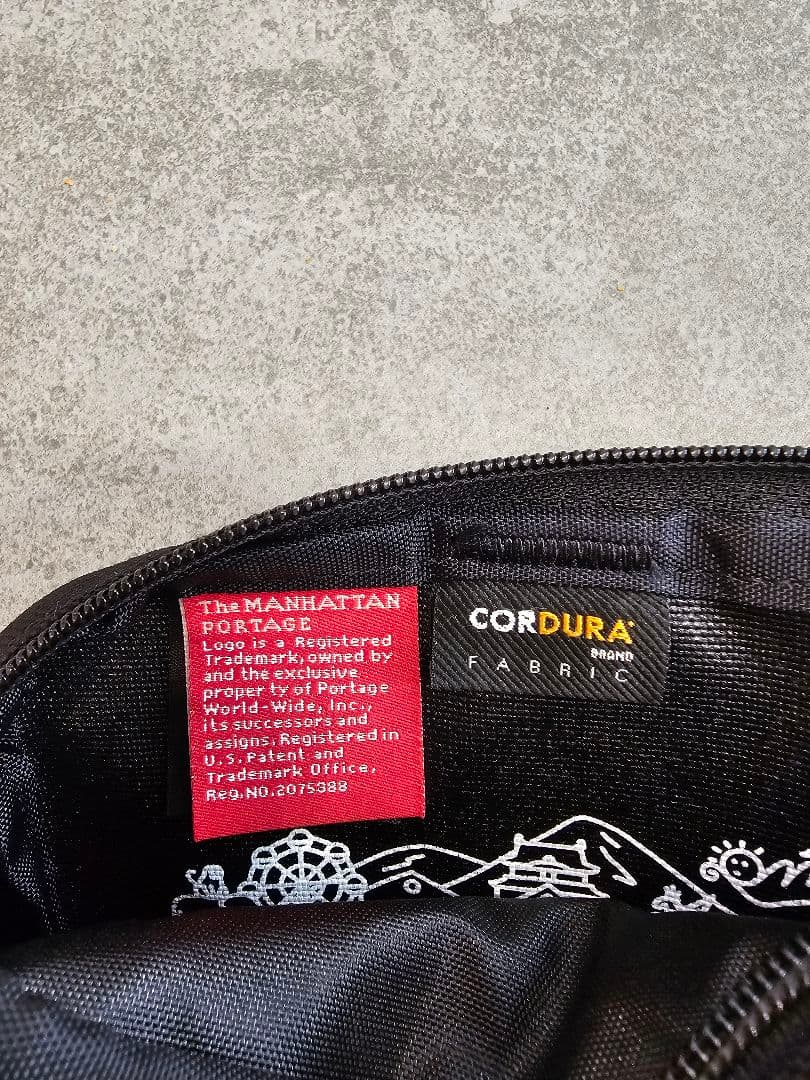 The MANHATTAN
PORTAGE
Logo is a Registered
Trademark, owned by
and the exclusive
property of Portage
World-Wide, Inc.,
its successors and
assigns. Registered in
U.S. Patent and
Trademark Office,
Reg.NO.2075388
CORDURA
BRAND
FABRIC